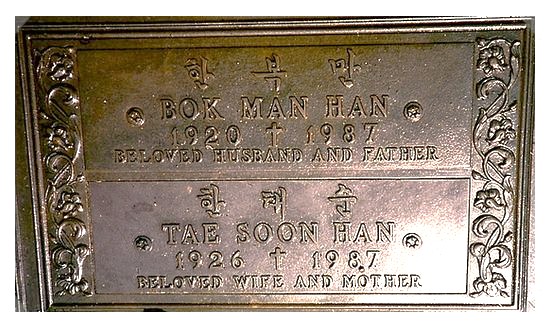 한 복 만
BOK MAN HAN
1920 ✝ 1987
BELOVED HUSBAND AND FATHER
한 태 순
TAE SOON HAN
1926 ✝ 1987
BELOVED WIFE AND MOTHER